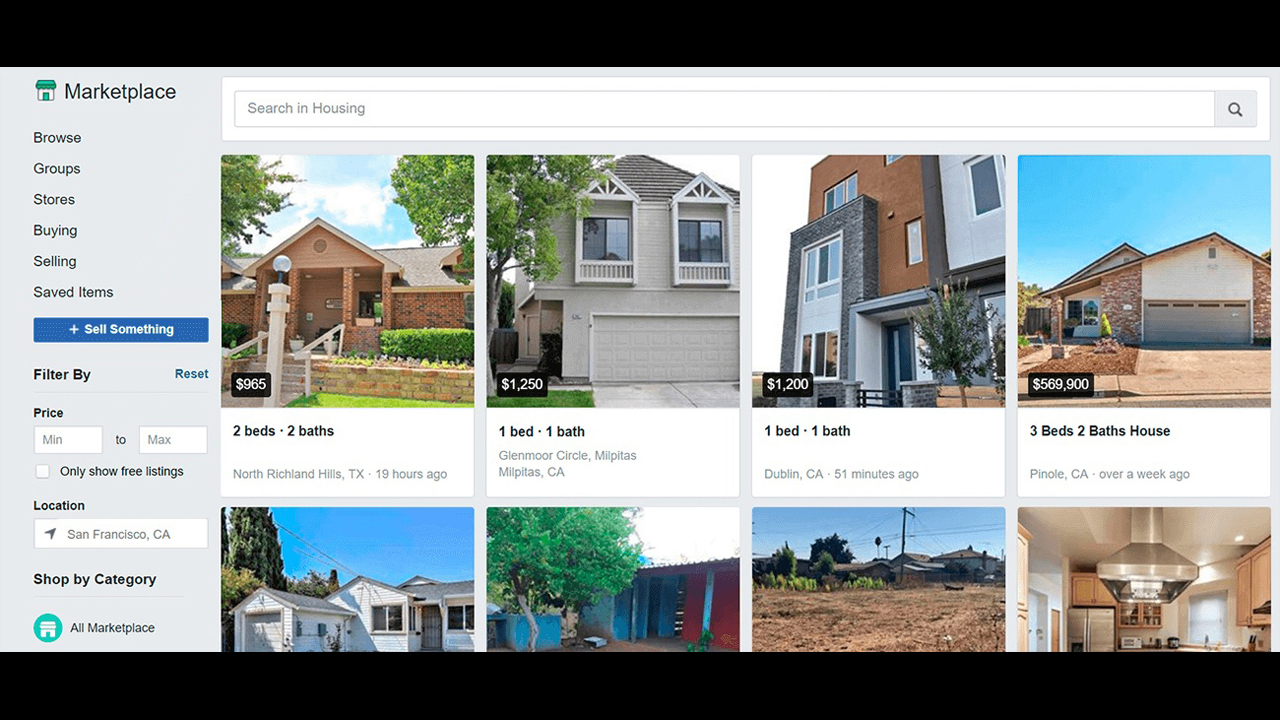 Marketplace
Browse
Groups
Stores
Buying
Selling
Saved Items
+ Sell Something
Filter By
Reset
Price
Min
to
Max
Only show free listings
Location
San Francisco, CA
Shop by Category
All Marketplace
Search in Housing
$965
2 beds · 2 baths
North Richland Hills, TX · 19 hours ago
$1,250
1 bed · 1 bath
Glenmoor Circle, Milpitas
Milpitas, CA
$1,200
1 bed · 1 bath
Dublin, CA · 51 minutes ago
$569,900
3 Beds 2 Baths House
Pinole, CA · over a week ago